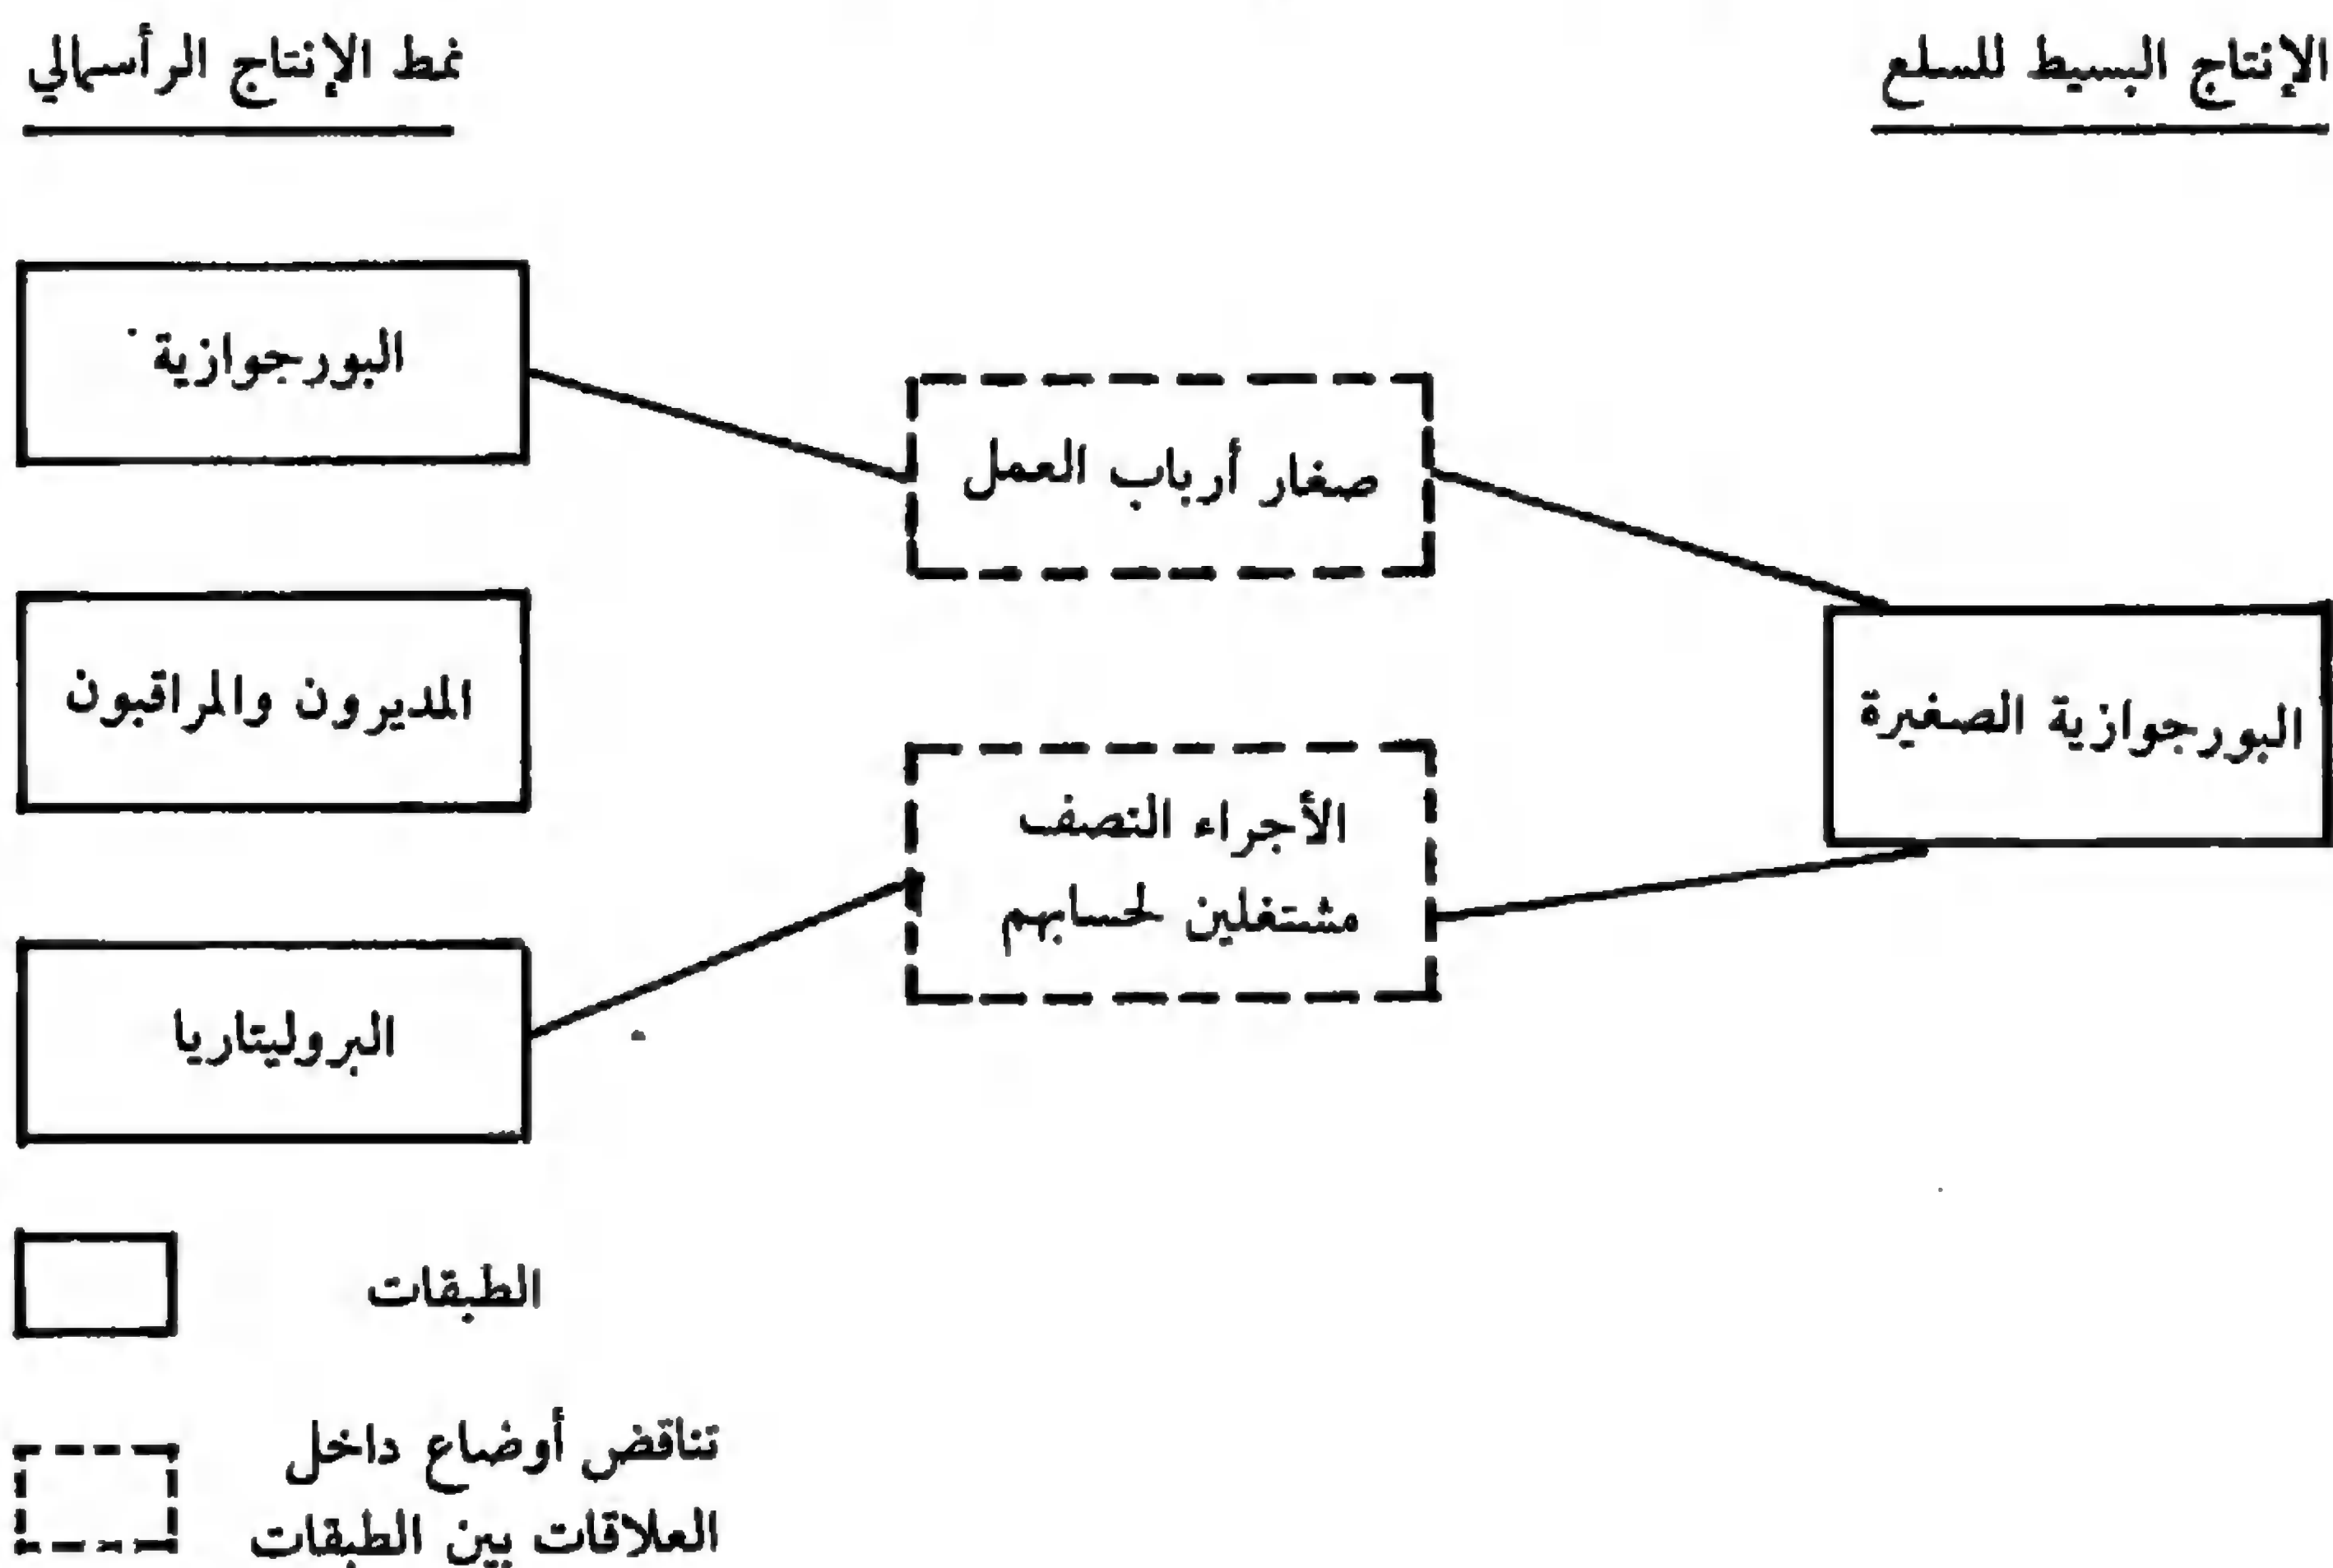 الإنتاج البسيط للسلع
نمط الإنتاج الرأسمالي
البورجوازية
صغار أرباب العمل
المديرون والمراقبون
البورجوازية الصغيرة
الأجراء التصف
مشتغلين لحسابهم
البروليتاريا
الطبقات
تناقض أوضاع داخل
العلاقات بين الطبقات